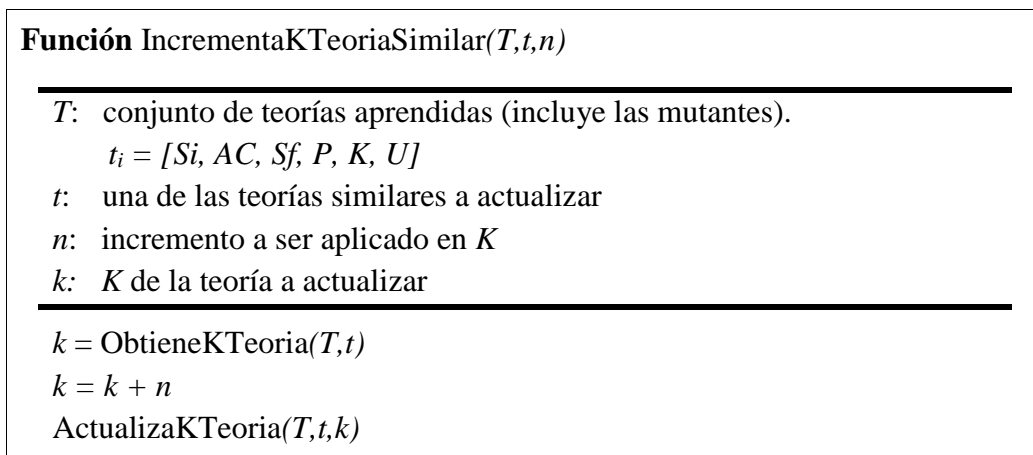 Función IncrementaKTeoriaSimilar(T,t,n)
T: conjunto de teorías aprendidas (incluye las mutantes).
ti = [Si, AC, Sf, P, K, U]
t: una de las teorías similares a actualizar
n: incremento a ser aplicado en K
k: K de la teoría a actualizar
k = ObtieneKTeoria(T,t)
k = k + n
ActualizaKTeoria(T,t,k)